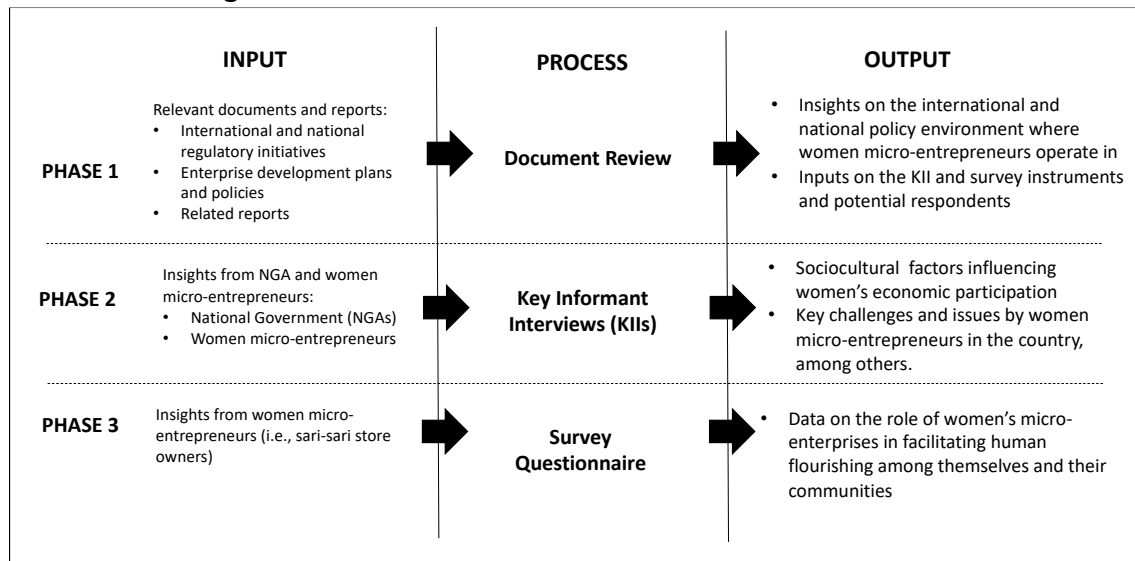 INPUT
PROCESS
OUTPUT
PHASE 1
Relevant documents and reports:
• International and national
regulatory initiatives
• Enterprise development plans
and policies
• Related reports
Document Review
• Insights on the international and
national policy environment where
women micro-entrepreneurs operate in
• Inputs on the KII and survey instruments
and potential respondents
PHASE 2
Insights from NGA and women
micro-entrepreneurs:
• National Government (NGAs)
• Women micro-entrepreneurs
Key Informant
Interviews (KIIs)
• Sociocultural factors influencing
women's economic participation
• Key challenges and issues by women
micro-entrepreneurs in the country,
among others.
PHASE 3
Insights from women micro-
entrepreneurs (i.e., sari-sari store
owners)
Survey
Questionnaire
• Data on the role of women's micro-
enterprises in facilitating human
flourishing among themselves and their
communities